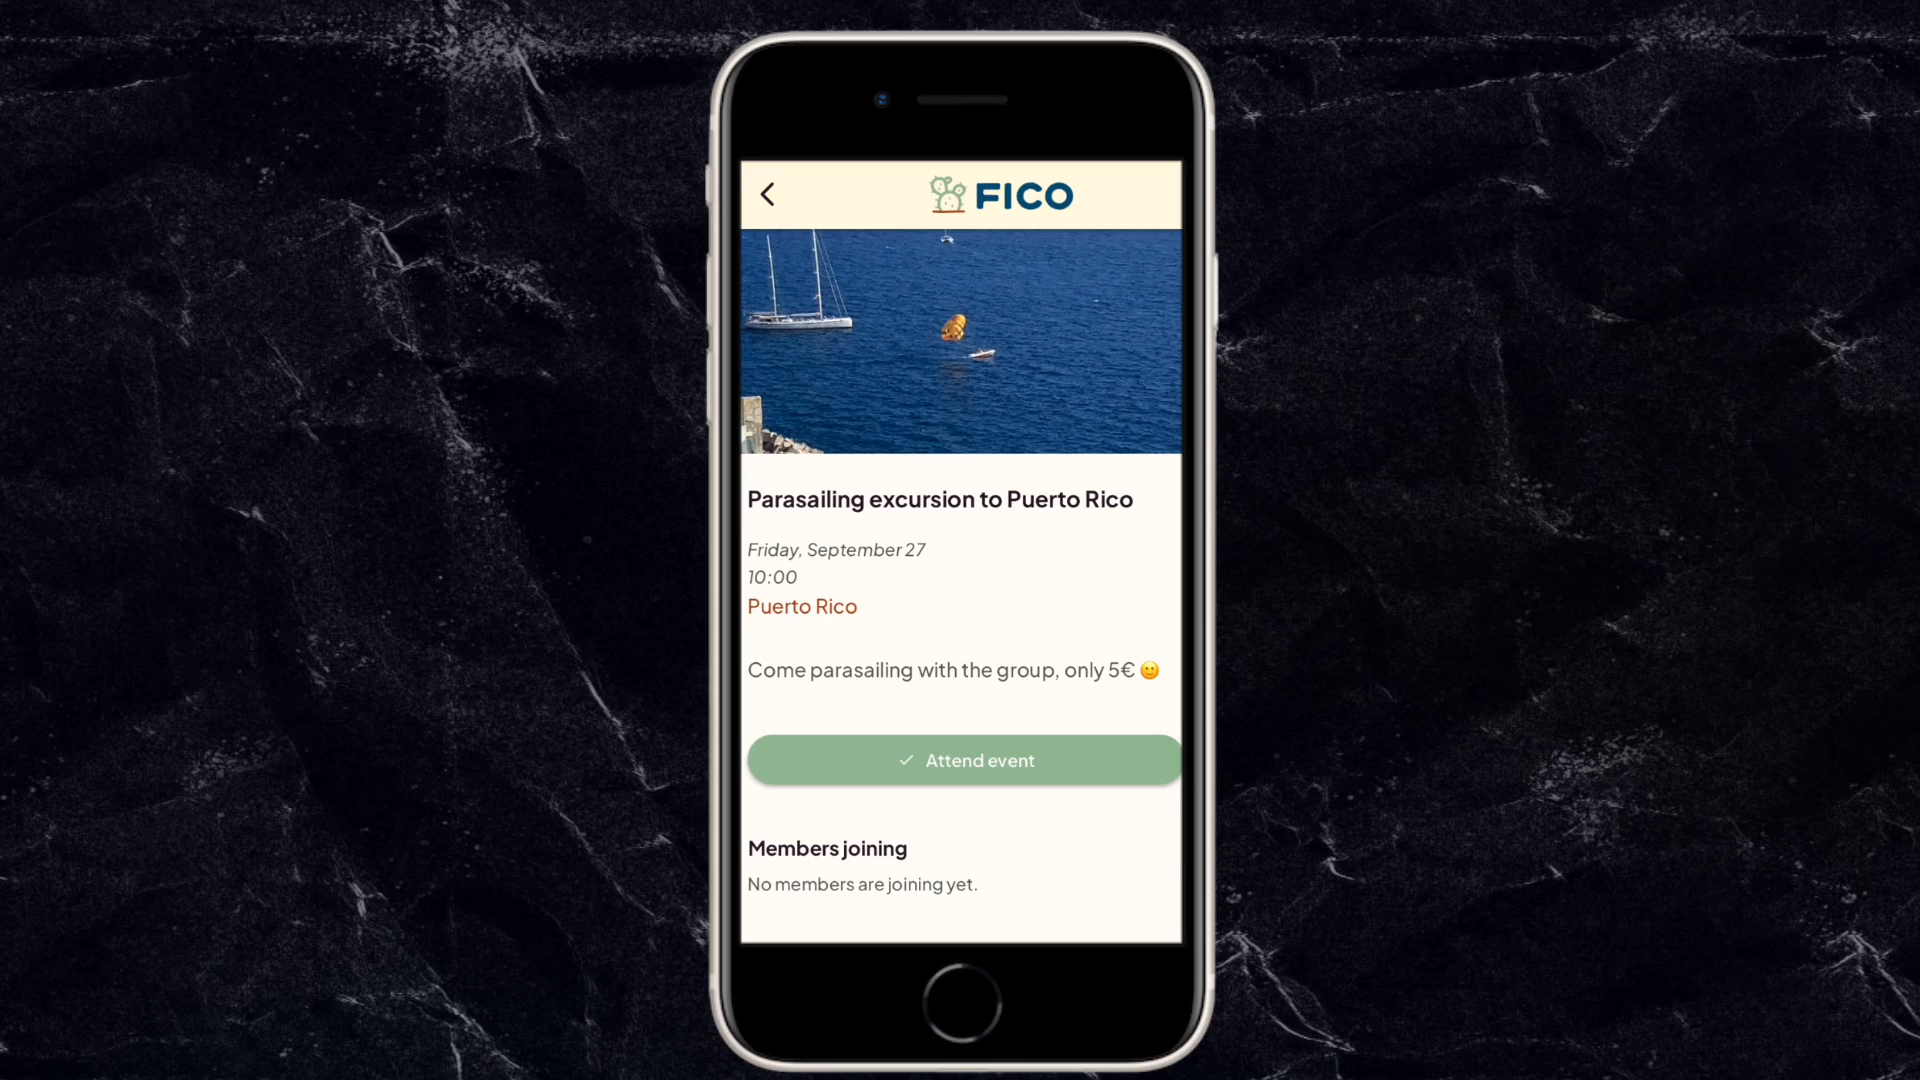 FICO
Parasailing excursion to Puerto Rico
Friday, September 27
10:00
Puerto Rico
Come parasailing with the group, only 5€ 🙂
Attend event
Members joining
No members are joining yet.